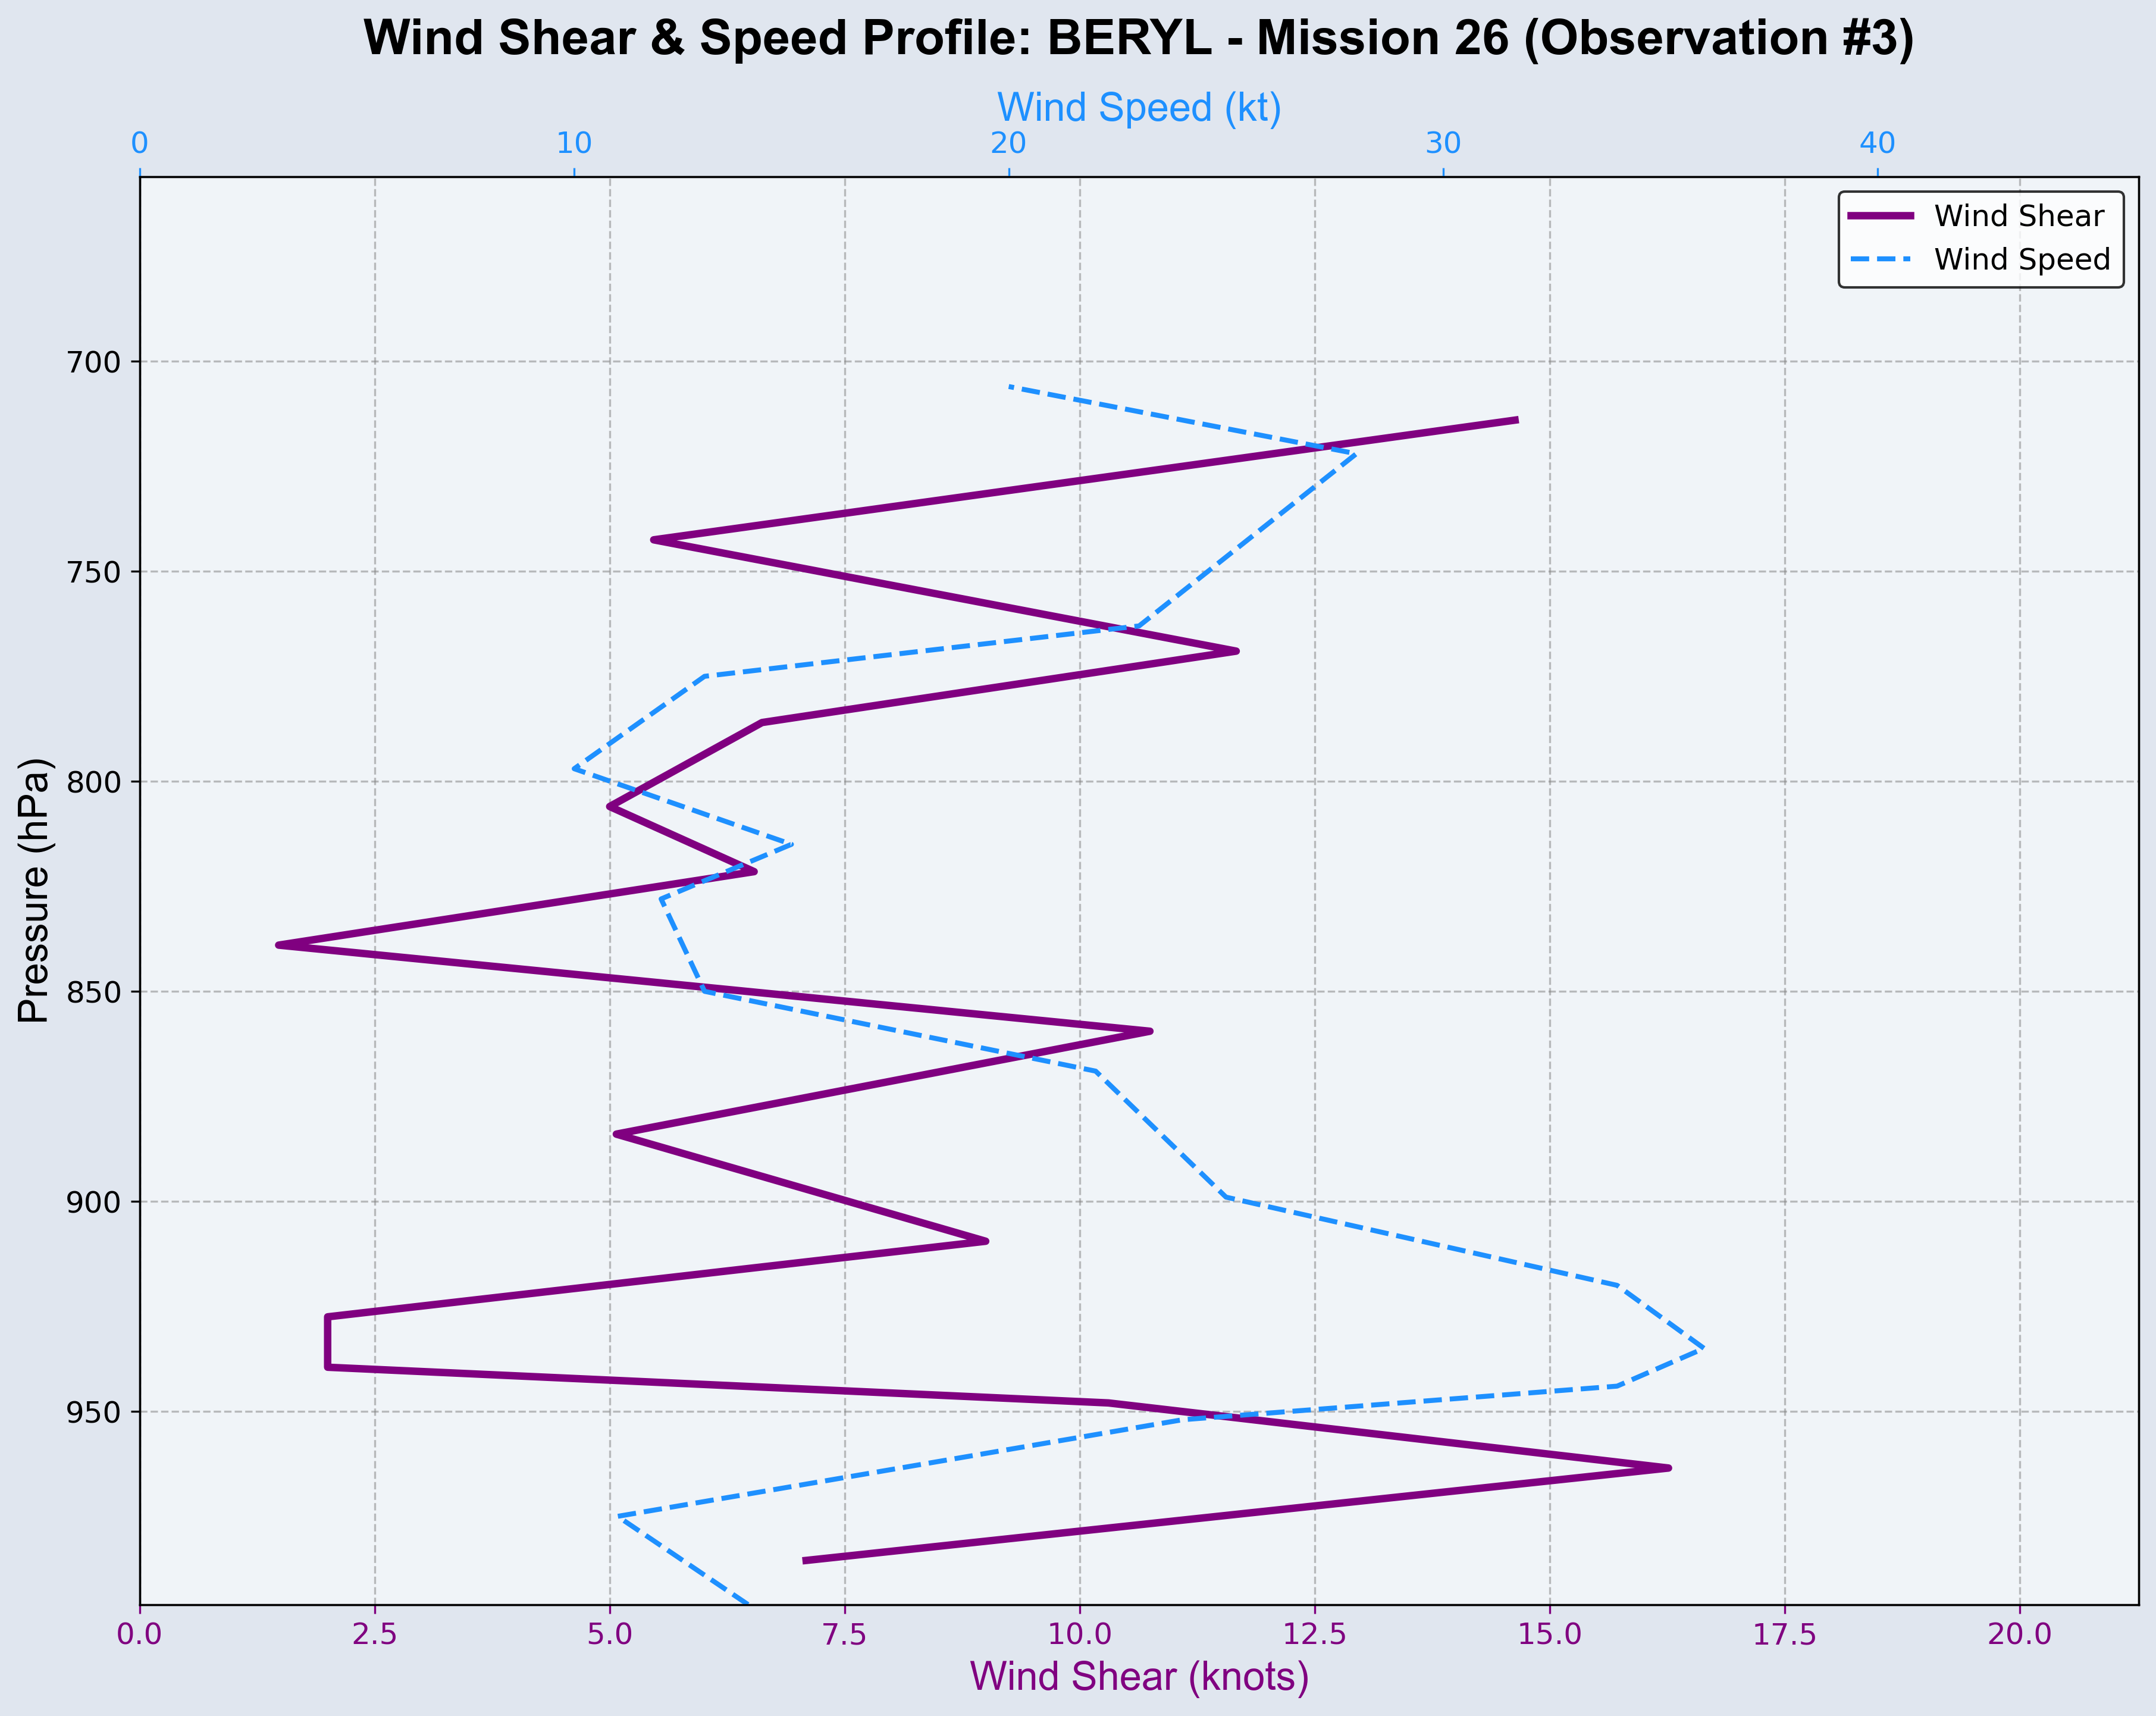 Wind Shear & Speed Profile: BERYL - Mission 26 (Observation #3)
Wind Speed (kt)
0 10 20 30 40
Wind Shear
Wind Speed
700
750
800
850
900
950
Pressure (hPa)
0.0 2.5 5.0 7.5 10.0 12.5 15.0 17.5 20.0
Wind Shear (knots)